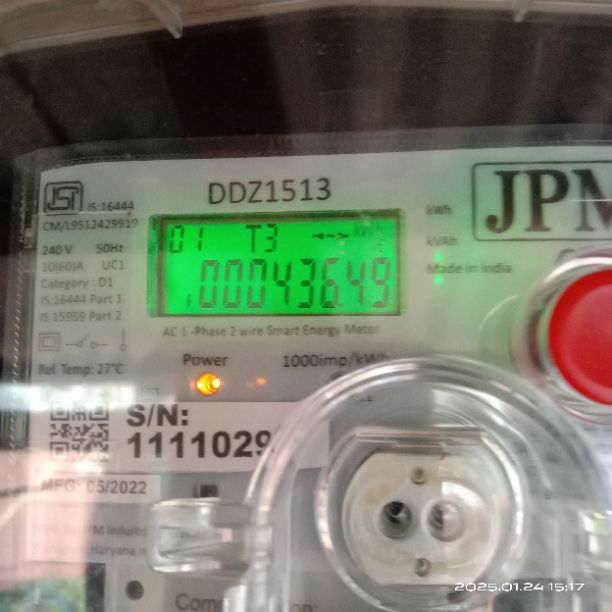 DDZ1513
JPM
IS:16444
CM/L9512429919
240 V 50Hz
10(60)A UC1
Category : D1
IS:16444 Part 1
IS 15959 Part 2
01 T3 kWh
000436.49
kWh
kVAh
Made In India
AC 1 -Phase 2 wire Smart Energy Meter
Ref. Temp: 27°C
Power 1000imp/kWh
S/N:
1111029
MFG: 05/2022
Haryana
2025.01.24 15:17